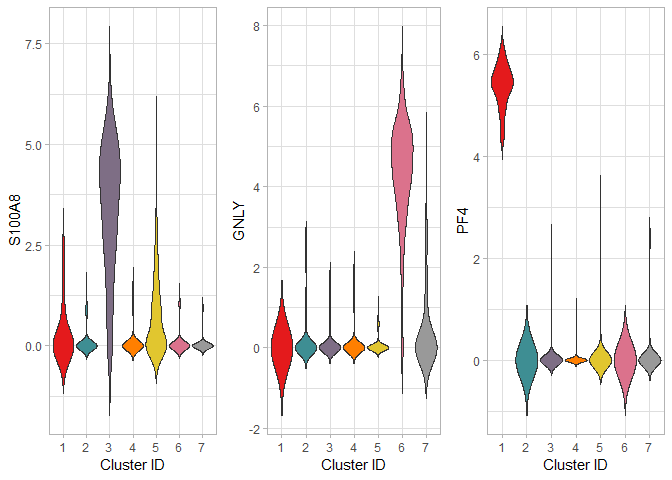 S100A8
7.5
5.0
2.5
0.0
1 2 3 4 5 6 7
Cluster ID
GNLY
8
6
4
2
0
-2
1 2 3 4 5 6 7
Cluster ID
PF4
6
4
2
0
1 2 3 4 5 6 7
Cluster ID